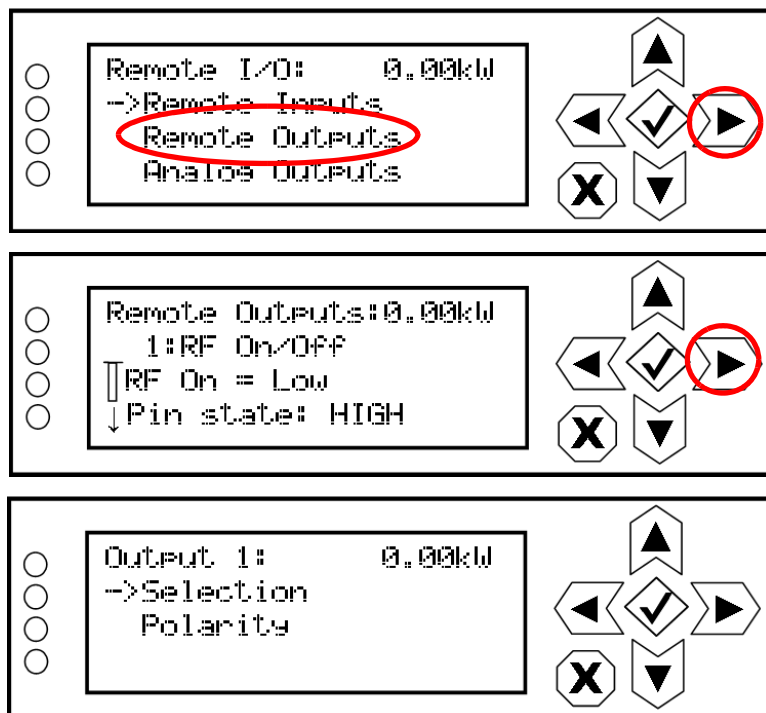 Remote I/O: 0.00kW
->Remote Inputs
Remote Outputs
Analog Outputs
X
Remote Outputs:0.00kW
1:RF On/Off
RF On = Low
↓Pin state: HIGH
X
Output 1: 0.00kW
->Selection
Polarity
X